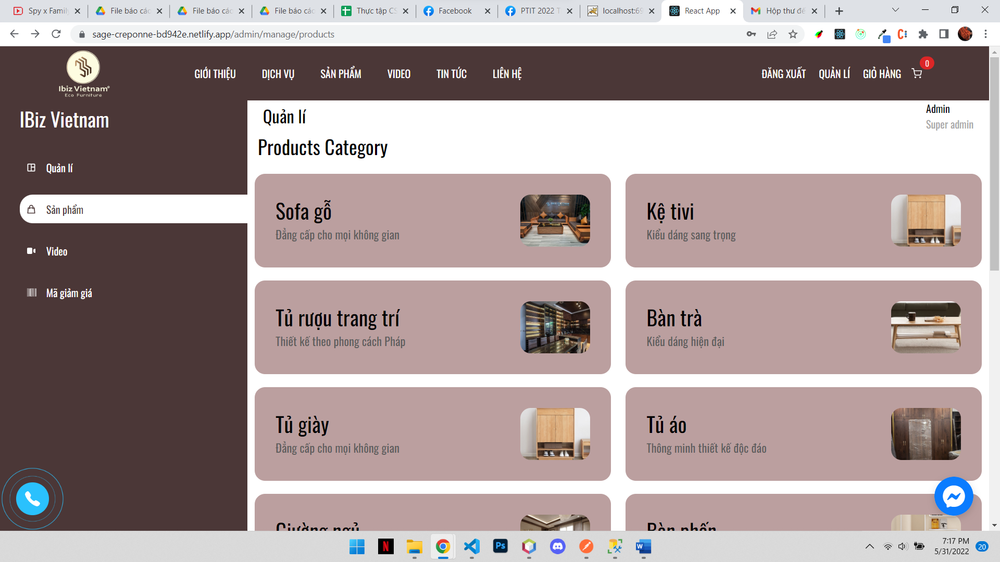 Spy x Famil
File báo cáo
File báo cáo
File báo cáo
Thực tập CS
Facebook
PTIT 2022 T
localhost:69
React App
Hộp thư đế
sage-creponne-bd942e.netlify.app/admin/manage/products
Ibiz Vietnam®
Eco Furniture
GIỚI THIỆU
DỊCH VỤ
SẢN PHẨM
VIDEO
TIN TỨC
LIÊN HỆ
ĐĂNG XUẤT
QUẢN LÍ
GIỎ HÀNG
0
IBiz Vietnam
Quản lí
Sản phẩm
Video
Mã giảm giá
Quản lí
Admin
Super admin
Products Category
Sofa gỗ
Đẳng cấp cho mọi không gian
Kệ tivi
Kiểu dáng sang trọng
Tủ rượu trang trí
Thiết kế theo phong cách Pháp
Bàn trà
Kiểu dáng hiện đại
Tủ giày
Đẳng cấp cho mọi không gian
Tủ áo
Thông minh thiết kế độc đáo
Giường ngủ
Bàn phấn
7:17 PM
5/31/2022
20